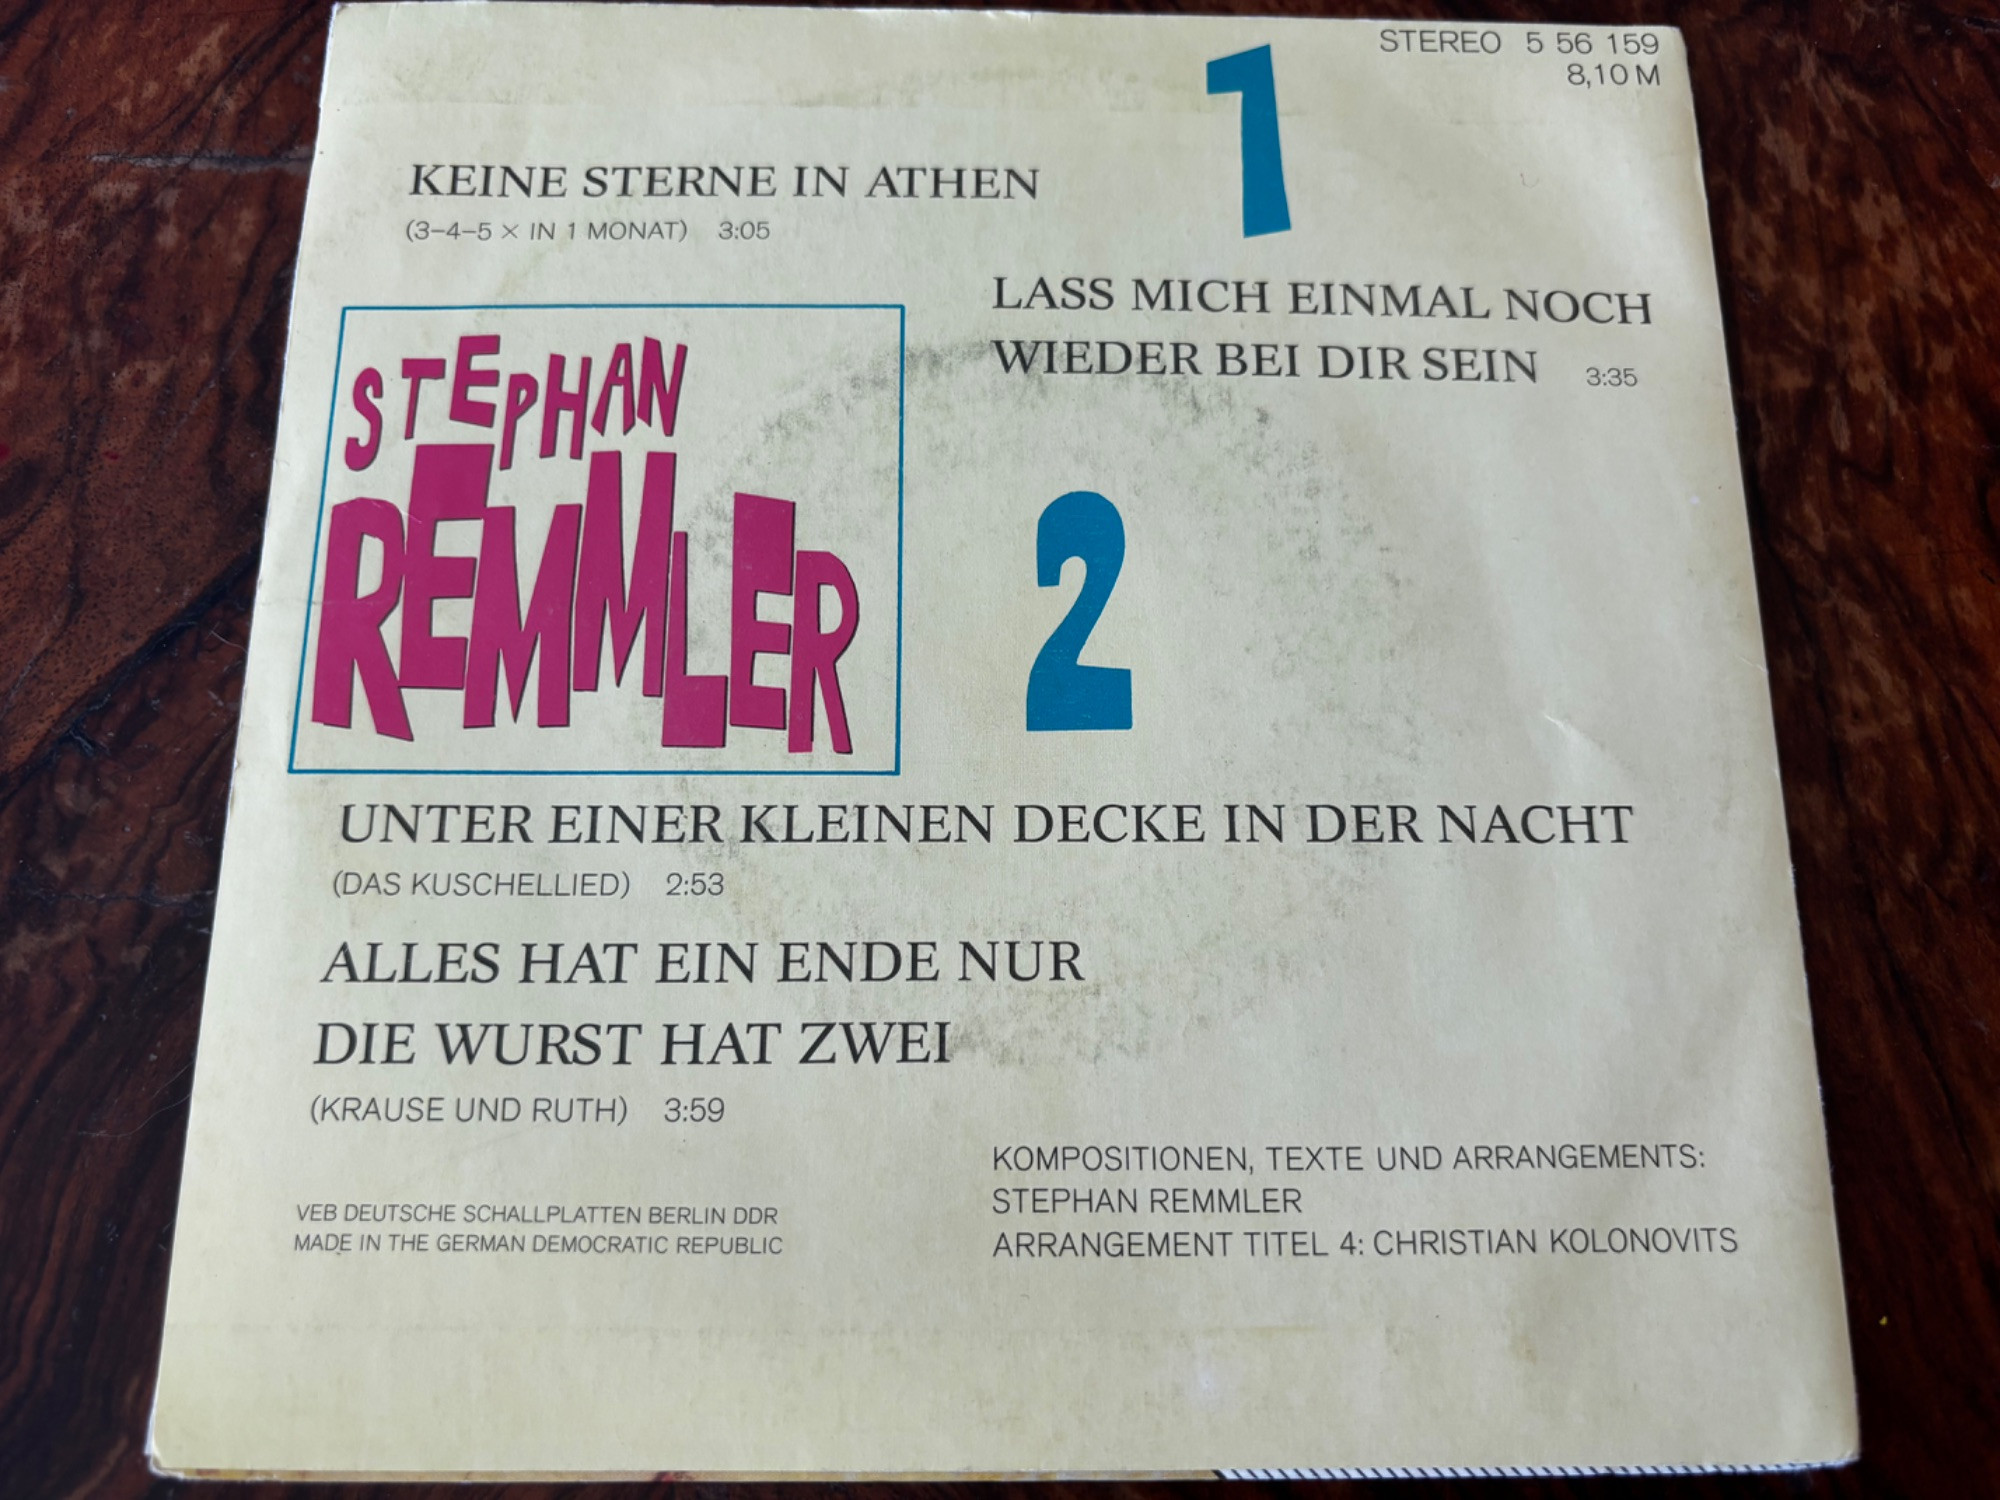 STEREO 5 56 159
8,10 M
1
KEINE STERNE IN ATHEN
(3–4–5 × IN 1 MONAT) 3:05
LASS MICH EINMAL NOCH
WIEDER BEI DIR SEIN 3:35
STEPHAN
REMMLER
2
UNTER EINER KLEINEN DECKE IN DER NACHT
(DAS KUSCHELLIED) 2:53
ALLES HAT EIN ENDE NUR
DIE WURST HAT ZWEI
(KRAUSE UND RUTH) 3:59
KOMPOSITIONEN, TEXTE UND ARRANGEMENTS:
STEPHAN REMMLER
ARRANGEMENT TITEL 4: CHRISTIAN KOLONOVITS
VEB DEUTSCHE SCHALLPLATTEN BERLIN DDR
MADE IN THE GERMAN DEMOCRATIC REPUBLIC